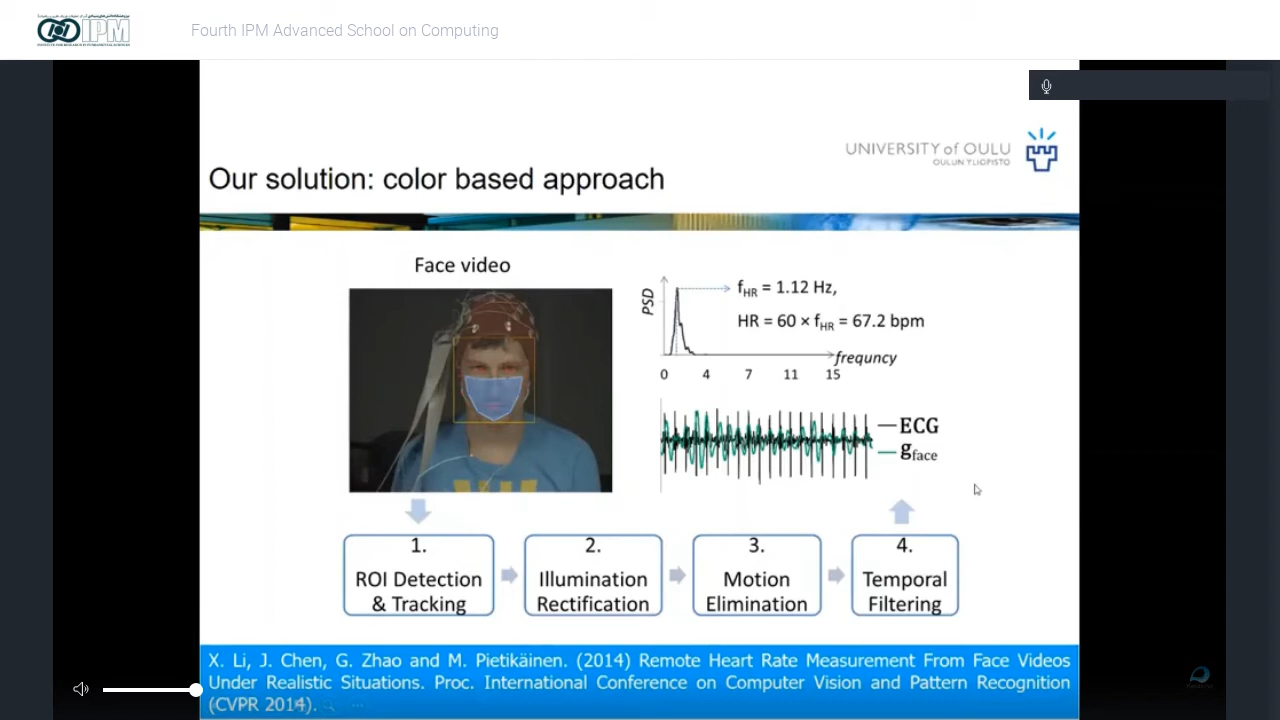 IPM
Fourth IPM Advanced School on Computing
UNIVERSITY of OULU
OULUN YLIOPISTO
Our solution: color based approach
Face video
PSD
fHR = 1.12 Hz,
HR = 60 × fHR = 67.2 bpm
frequncy
0 4 7 11 15
ECG
gface
1.
ROI Detection
& Tracking
2.
Illumination
Rectification
3.
Motion
Elimination
4.
Temporal
Filtering
X. Li, J. Chen, G. Zhao and M. Pietikäinen. (2014) Remote Heart Rate Measurement From Face Videos
Under Realistic Situations. Proc. International Conference on Computer Vision and Pattern Recognition
(CVPR 2014).